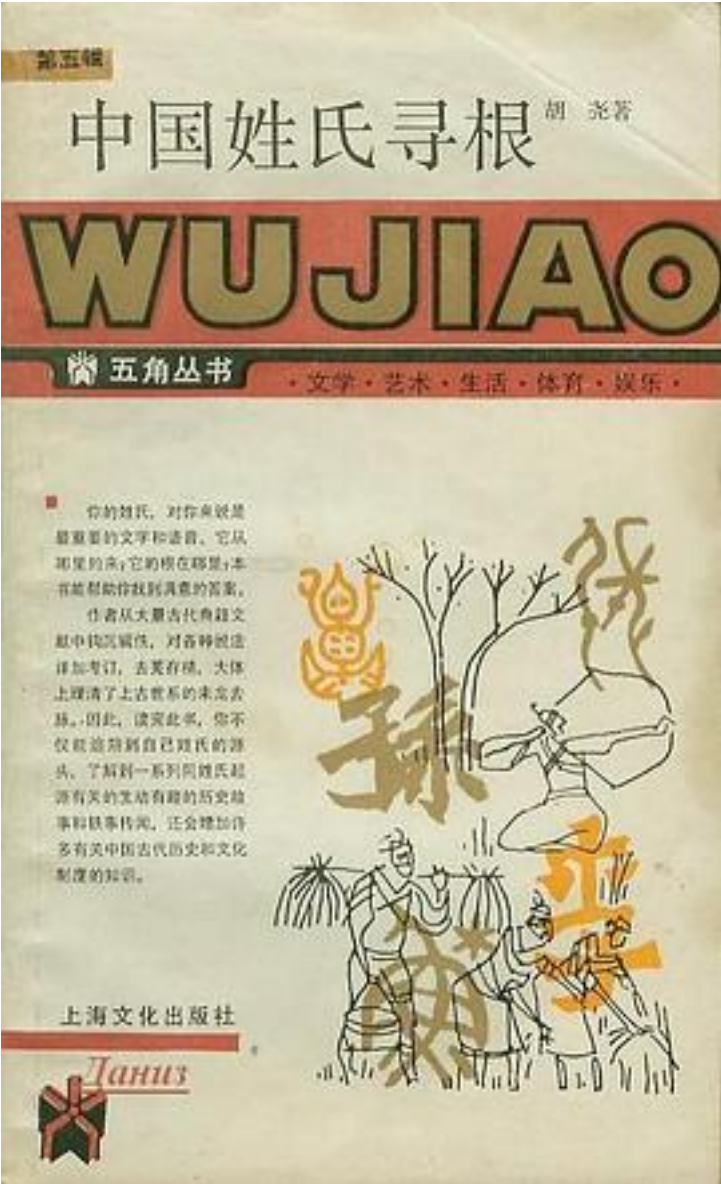 第五辑
中国姓氏寻根
胡 尧著
WUJIAO
五角丛书
·文学·艺术·生活·体育·娱乐·
你的姓氏，对你来说是
最重要的文字和语音。它从
哪里的来；它的根在哪里；本
书能帮助你找到满意的答案。
作者从大量古代典籍文
献中钩沉辑佚，对各种说法
详加考订，去芜存精，大体
上理清了上古世系的来龙去
脉。因此，读完此书，你不
仅能追朔到自己姓氏的源
头，了解到一系列同姓氏起
源有关的生动有趣的历史故
事和轶事传闻，还会增加许
多有关中国古代历史和文化
制度的知识。
孫
上海文化出版社
Даниз